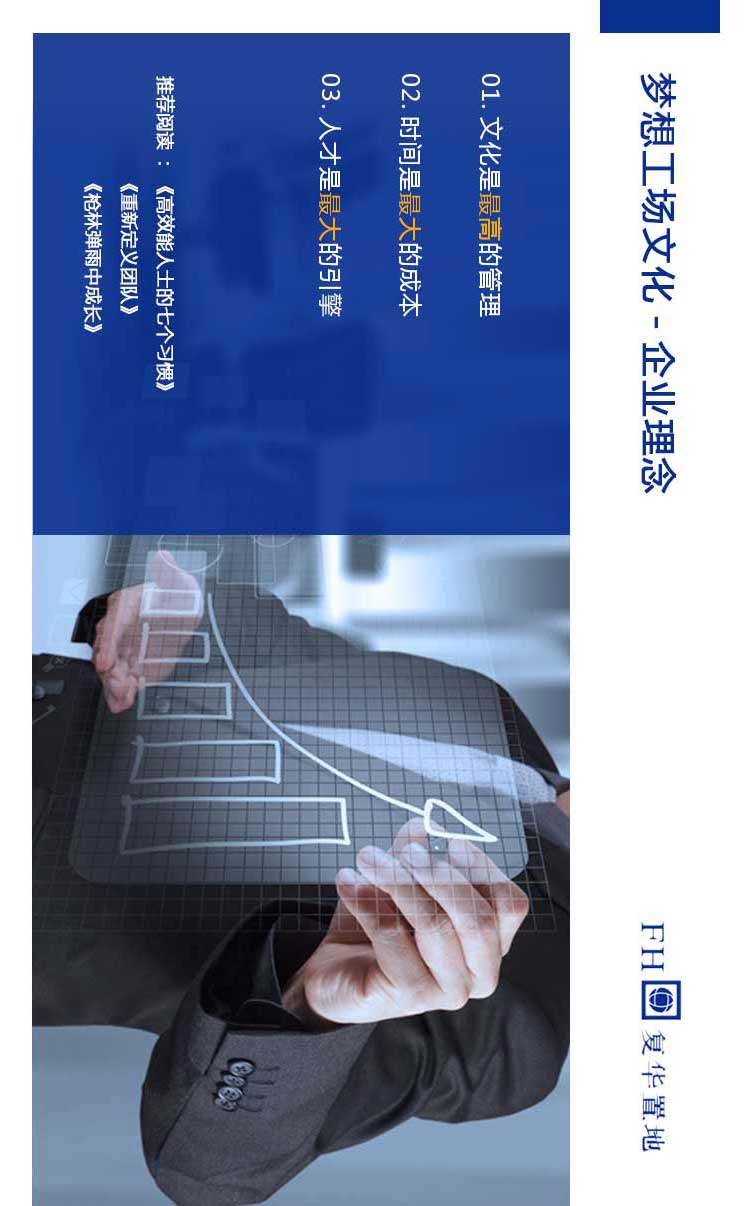 梦想工场文化 - 企业理念
FH 复华置地
01. 文化是最高的管理
02. 时间是最大的成本
03. 人才是最大的引擎
推荐阅读：《高效能人士的七个习惯》
《重新定义团队》
《枪林弹雨中成长》